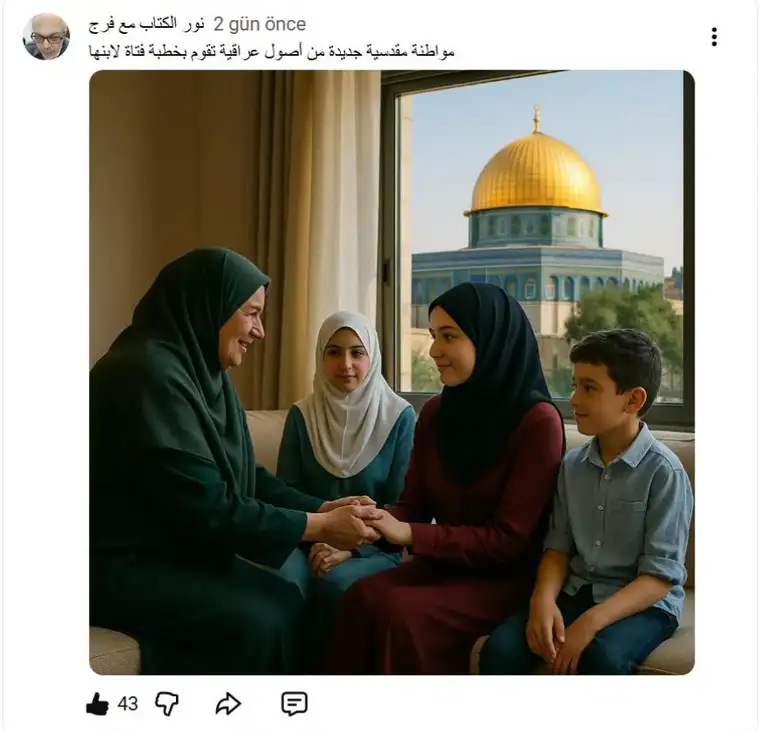 نور الكتاب مع فرج 2 gün önce
مواطنة مقدسية جديدة من أصول عراقية تقوم بخطبة فتاة لابنها
43